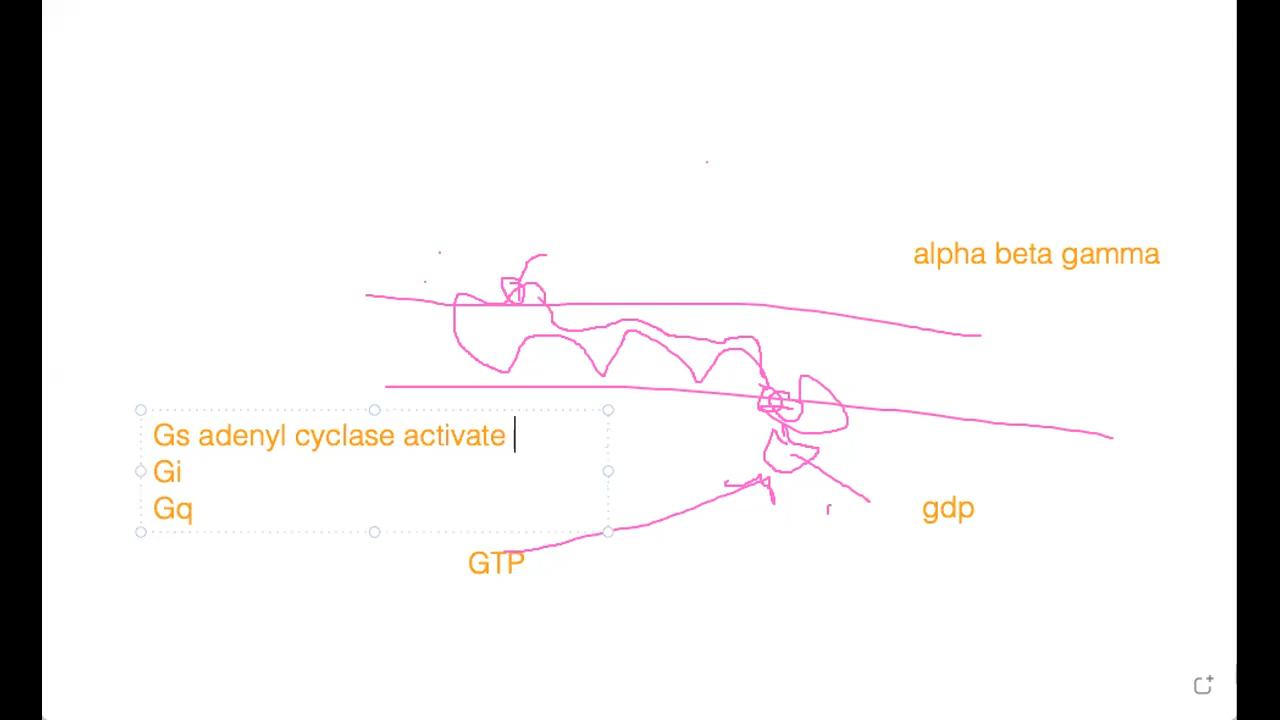 alpha beta gamma
Gs adenyl cyclase activate
Gi
Gq
gdp
GTP